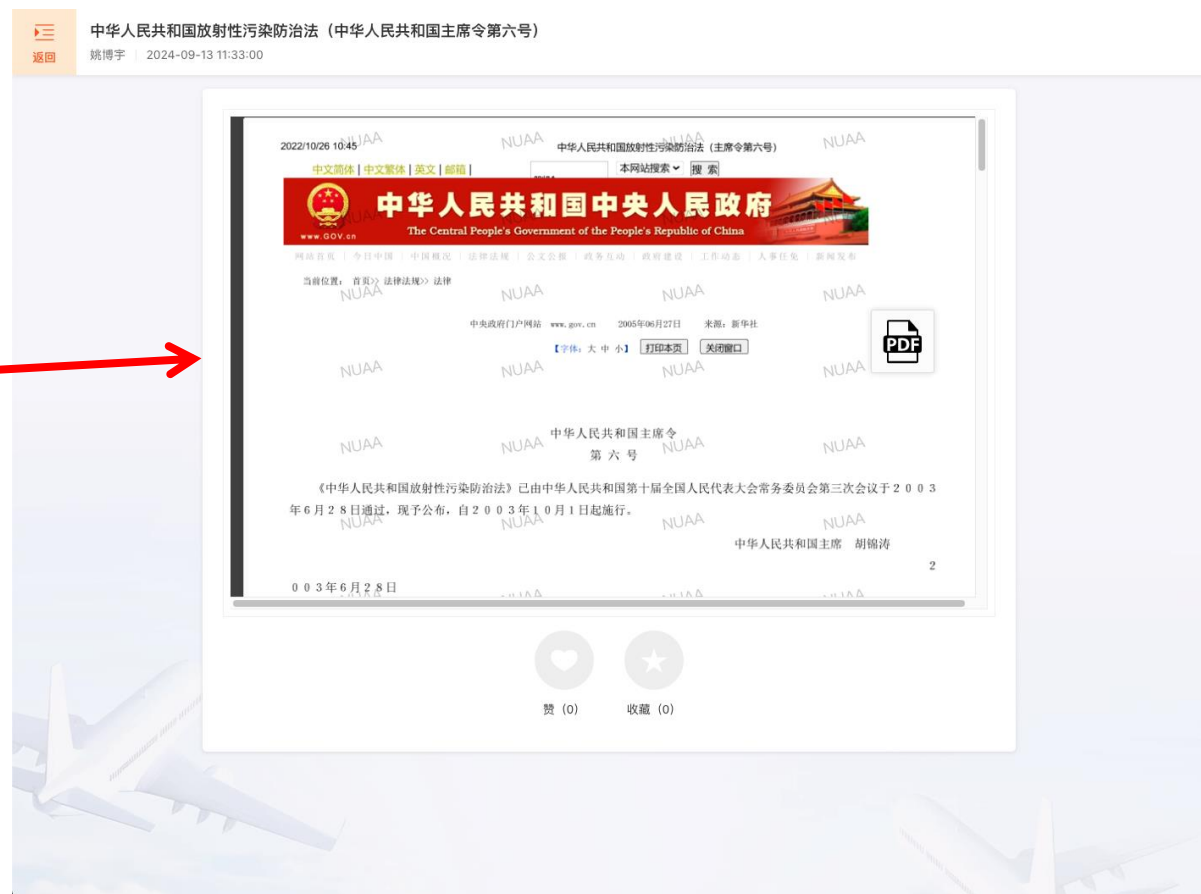 中华人民共和国放射性污染防治法（中华人民共和国主席令第六号）
返回
姚博宇 2024-09-13 11:33:00
2022/10/26 10:45
中华人民共和国放射性污染防治法（主席令第六号）
中文简体 | 中文繁体 | 英文 | 邮箱 |
本网站搜索
搜 索
中华人民共和国中央人民政府
www.GOV.cn
The Central People's Government of the People's Republic of China
网站首页 | 今日中国 | 中国概况 | 法律法规 | 公文公报 | 政务互动 | 政府建设 | 工作动态 | 人事任免 | 新闻发布
当前位置： 首页>> 法律法规>> 法律
NUAA NUAA NUAA NUAA
中央政府门户网站 www.gov.cn 2005年06月27日 来源：新华社
【字体：大 中 小】 打印本页 关闭窗口
PDF
NUAA NUAA NUAA NUAA
中华人民共和国主席令
NUAA NUAA NUAA NUAA
第 六 号
《中华人民共和国放射性污染防治法》已由中华人民共和国第十届全国人民代表大会常务委员会第三次会议于２００３
年６月２８日通过，现予公布，自２００３年１０月１日起施行。
NUAA NUAA NUAA NUAA
中华人民共和国主席 胡锦涛
２
００３年６月２８日
赞（0） 收藏（0）